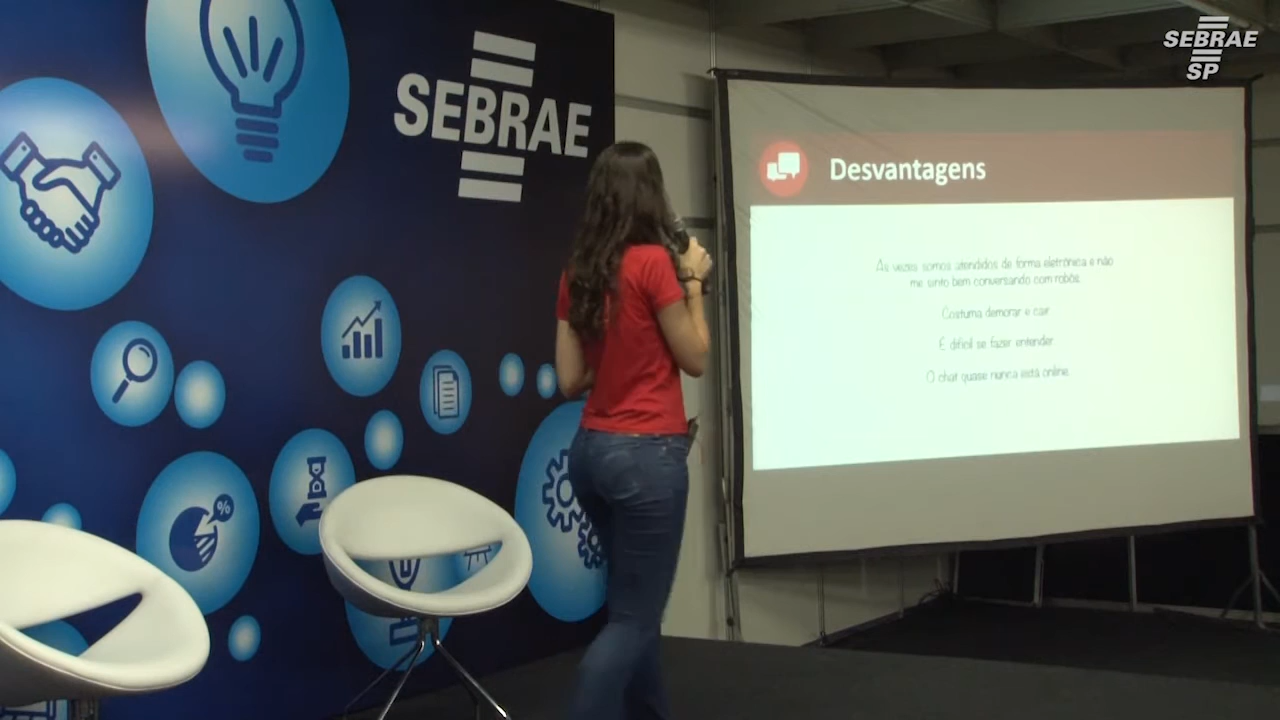 SEBRAE
SEBRAE
SP
Desvantagens
As vezes somos atendidos de forma eletrônica e não
me sinto bem conversando com robôs.
Costuma demorar e cair
É difícil se fazer entender
O chat quase nunca está online
%